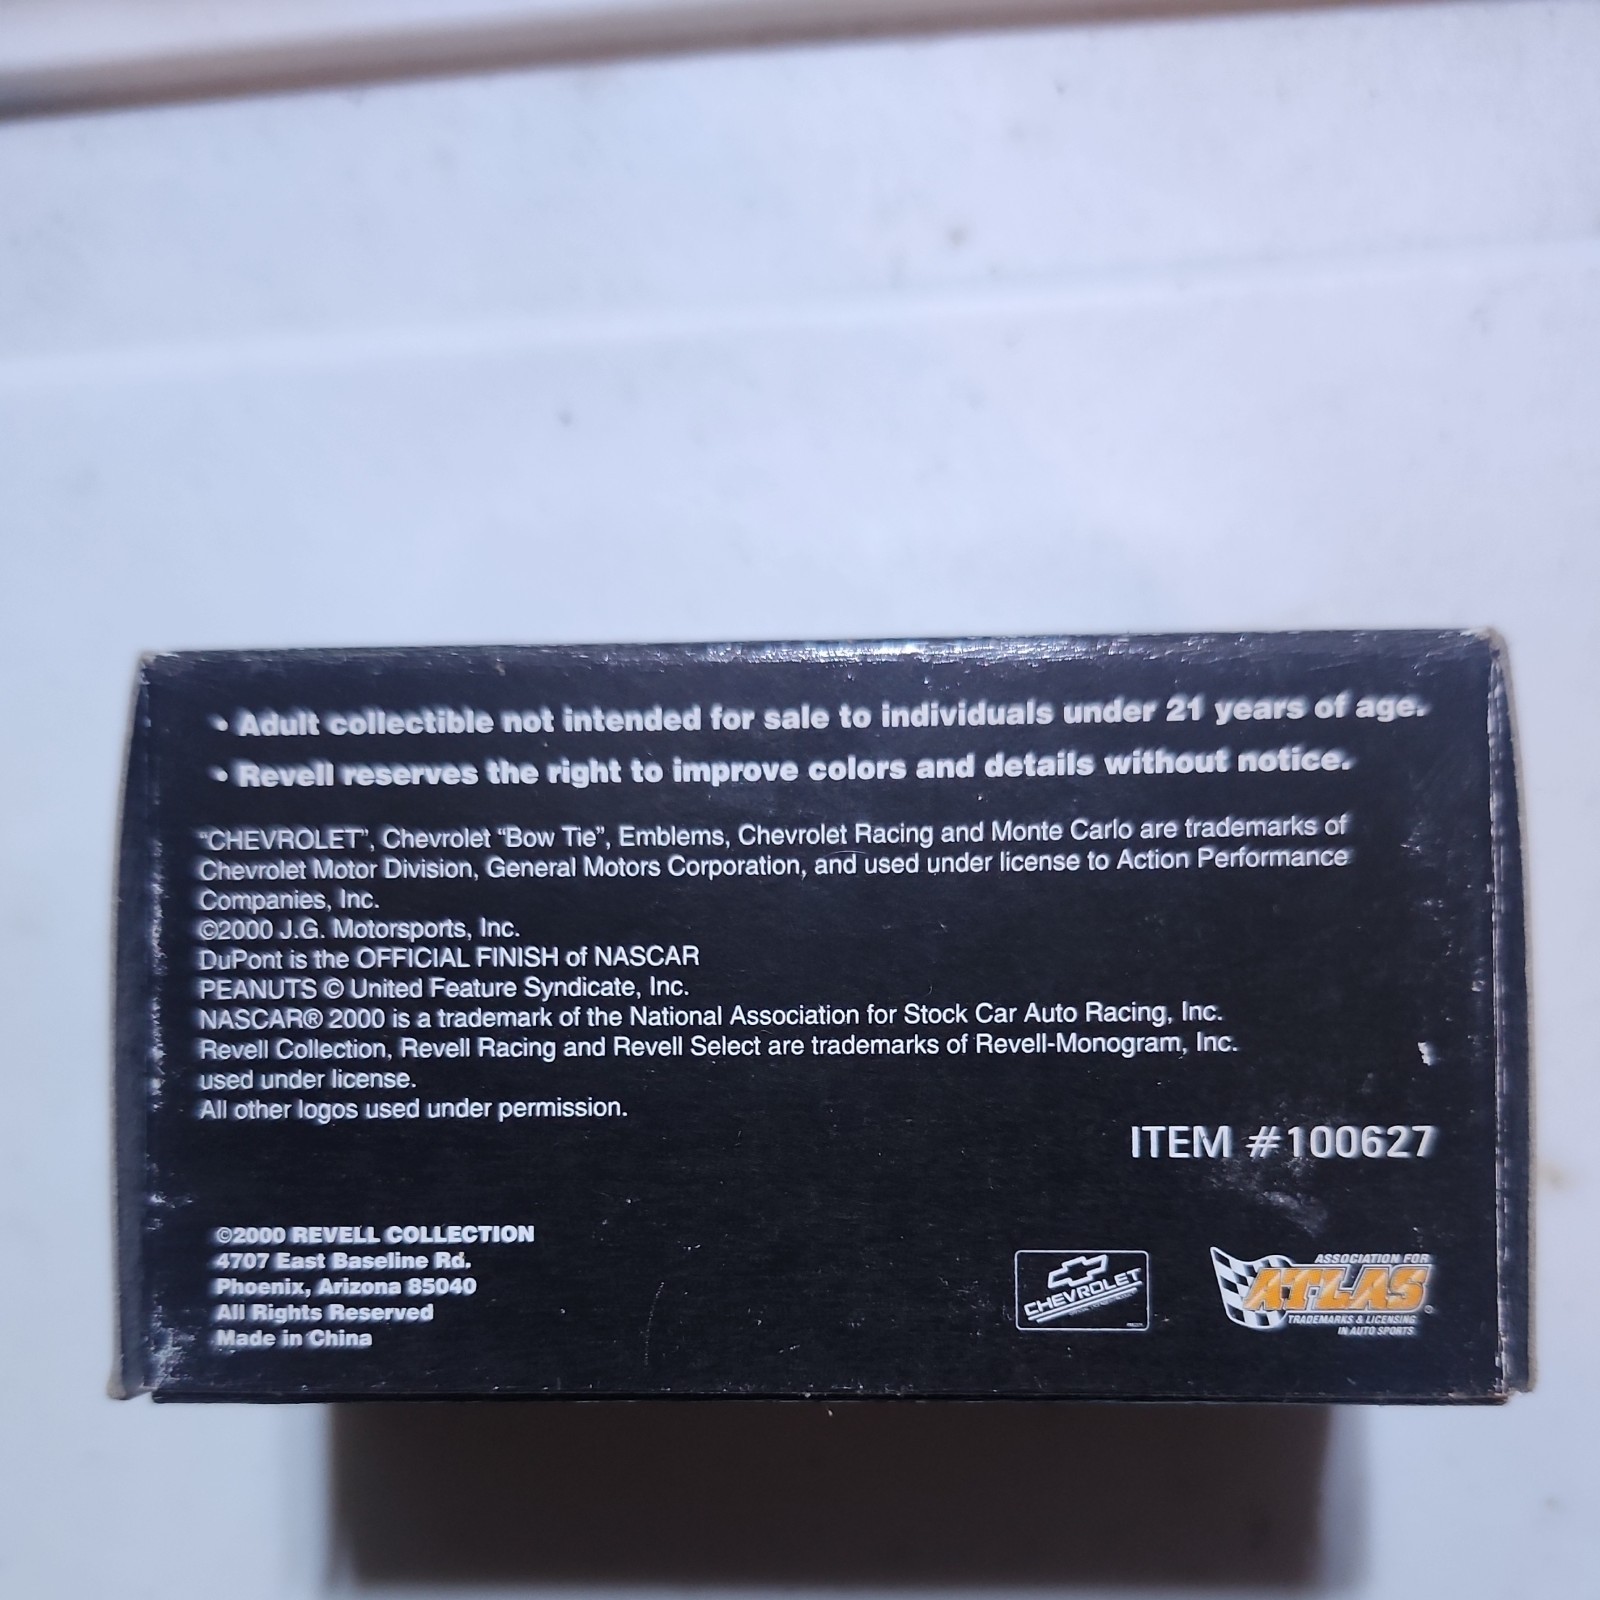 • Adult collectible not intended for sale to individuals under 21 years of age.
• Revell reserves the right to improve colors and details without notice.
"CHEVROLET", Chevrolet "Bow Tie", Emblems, Chevrolet Racing and Monte Carlo are trademarks of
Chevrolet Motor Division, General Motors Corporation, and used under license to Action Performance
Companies, Inc.
©2000 J.G. Motorsports, Inc.
DuPont is the OFFICIAL FINISH of NASCAR
PEANUTS © United Feature Syndicate, Inc.
NASCAR® 2000 is a trademark of the National Association for Stock Car Auto Racing, Inc.
Revell Collection, Revell Racing and Revell Select are trademarks of Revell-Monogram, Inc.
used under license.
All other logos used under permission.
ITEM #100627
©2000 REVELL COLLECTION
4707 East Baseline Rd.
Phoenix, Arizona 85040
All Rights Reserved
Made in China
CHEVROLET
ASSOCIATION FOR
ATLAS®
TRADEMARKS & LICENSING
IN AUTO SPORTS